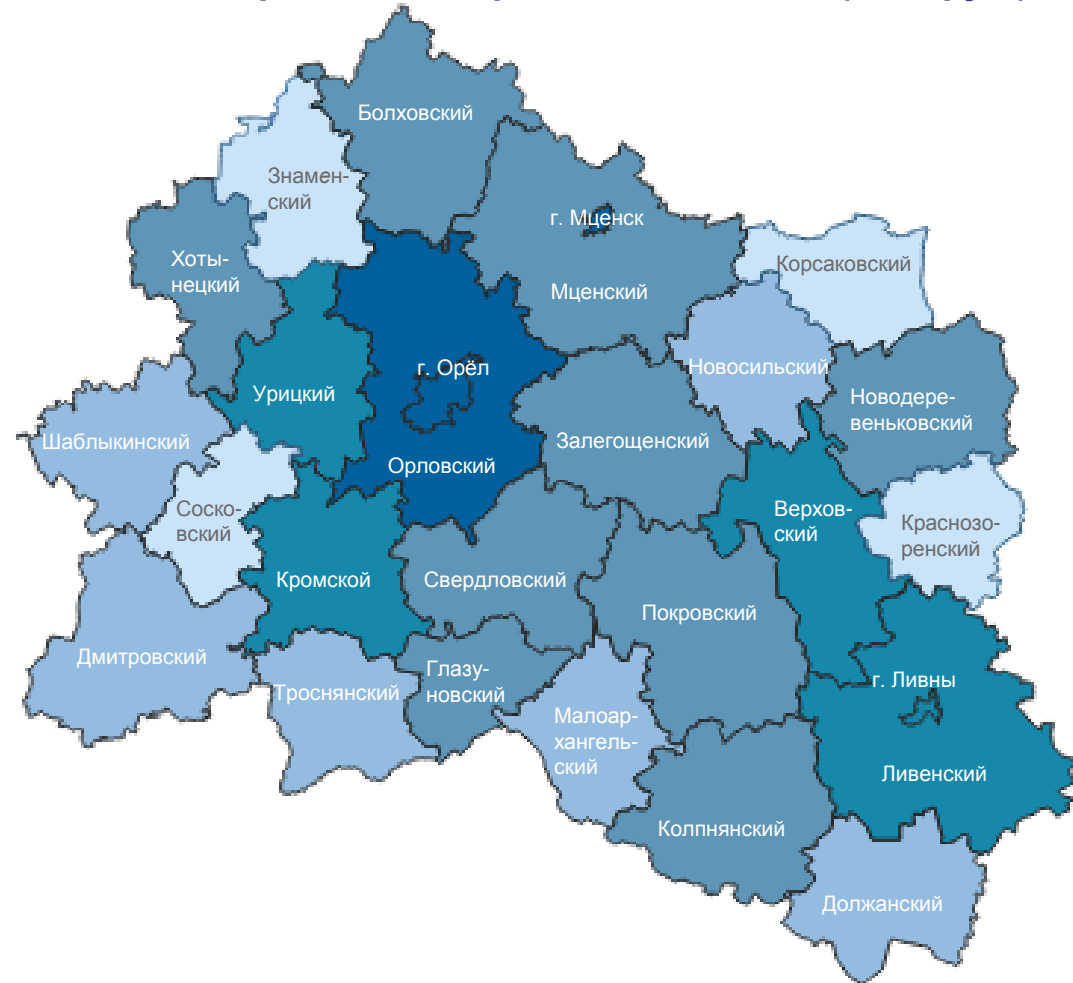 Болховский
Знамен-
ский
г. Мценск
Хоты-
нецкий
Корсаковский
Мценский
г. Орёл
Новосильский
Урицкий
Новодере-
веньковский
Шаблыкинский
Залегощенский
Орловский
Соско-
вский
Верхов-
ский
Краснозо-
ренский
Кромской
Свердловский
Покровский
Дмитровский
Глазу-
новский
г. Ливны
Троснянский
Малоар-
хангель-
ский
Ливенский
Колпнянский
Должанский